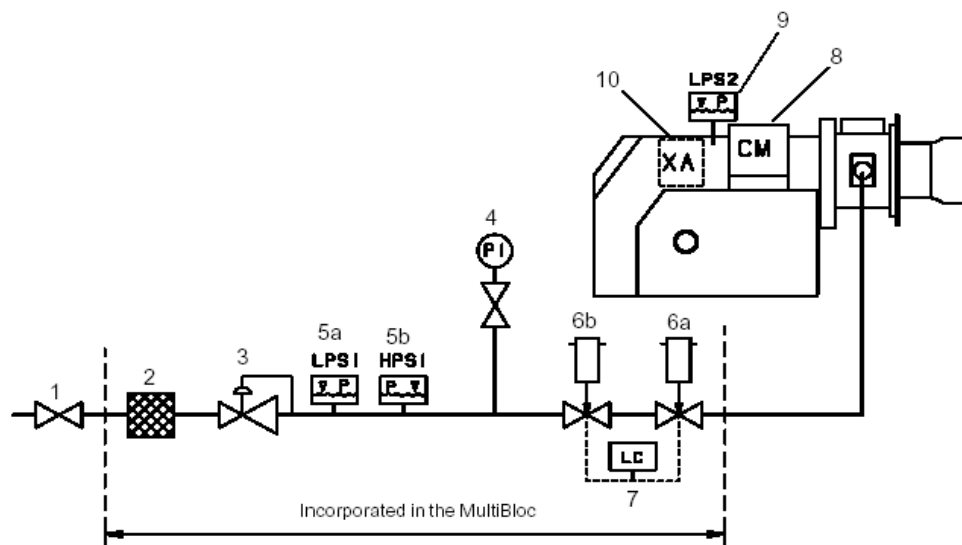 9
10
LPS2
8
P
XA
CM
4
PI
6b
6a
5a
5b
3
LPS1
HPS1
2
1
P
P
LC
7
Incorporated in the MultiBloc